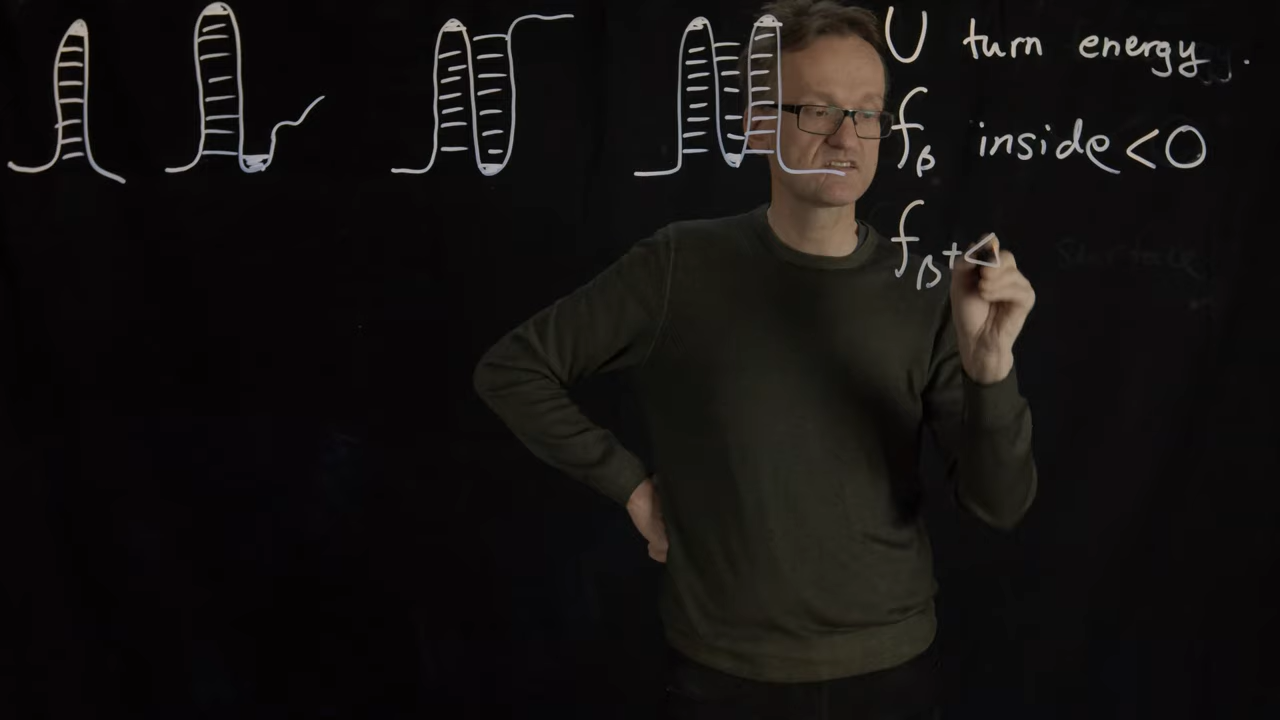 U turn energy.
fβ inside < 0
fβ+Δ